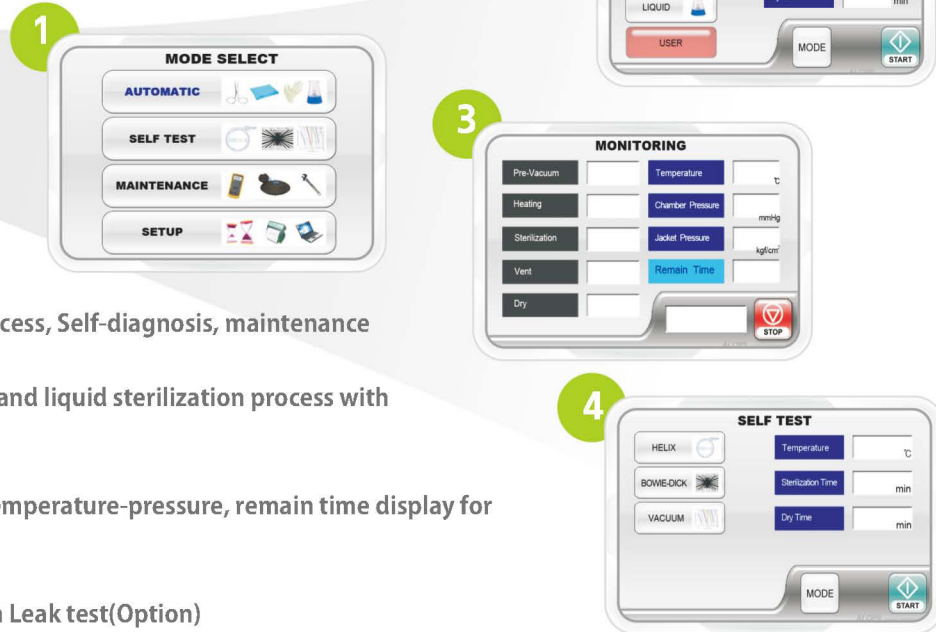 1
MODE SELECT
AUTOMATIC
SELF TEST
MAINTENANCE
SETUP
LIQUID
min
USER
MODE
START
3
MONITORING
Pre-Vacuum
Temperature
℃
Heating
Chamber Pressure
mmHg
Sterilization
Jacket Pressure
kgf/cm²
Vent
Remain Time
Dry
STOP
cess, Self-diagnosis, maintenance
and liquid sterilization process with
emperature-pressure, remain time display for
Leak test(Option)
4
SELF TEST
HELIX
Temperature
℃
BOWIE-DICK
Sterilization Time
min
VACUUM
Dry Time
min
MODE
START